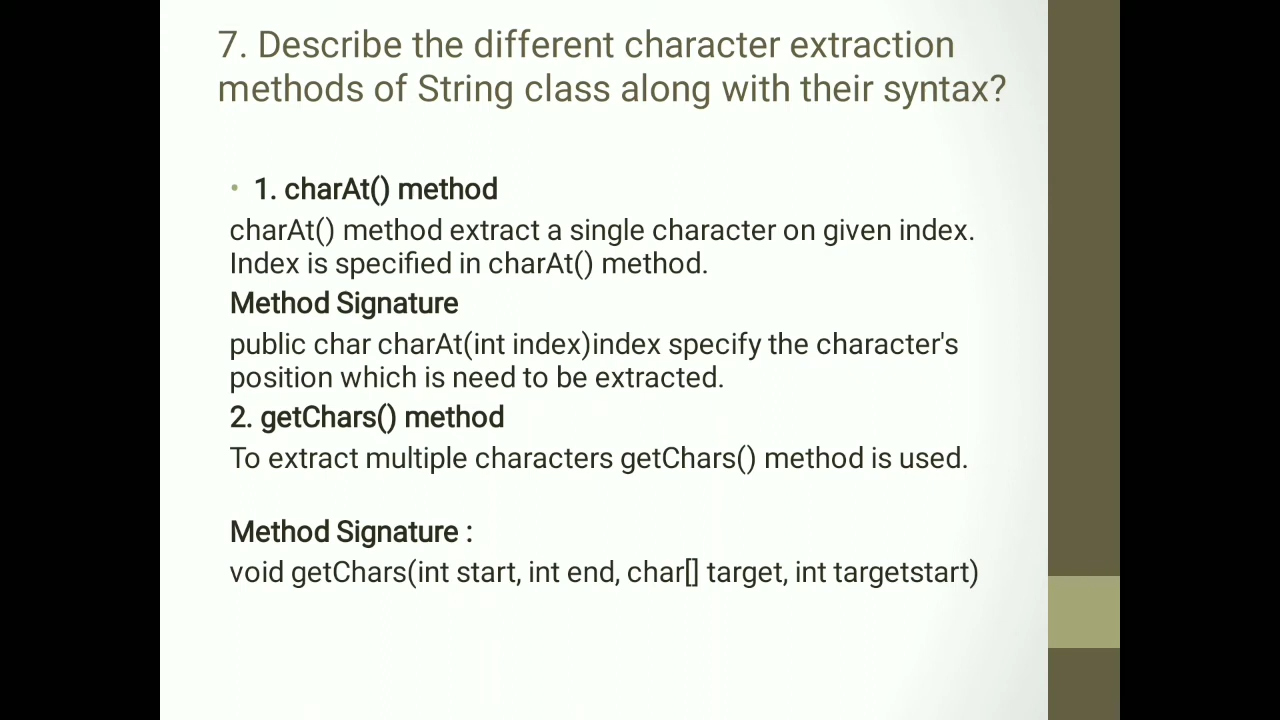 7. Describe the different character extraction
methods of String class along with their syntax?
• 1. charAt() method
charAt() method extract a single character on given index.
Index is specified in charAt() method.
Method Signature
public char charAt(int index)index specify the character's
position which is need to be extracted.
2. getChars() method
To extract multiple characters getChars() method is used.
Method Signature :
void getChars(int start, int end, char[] target, int targetstart)